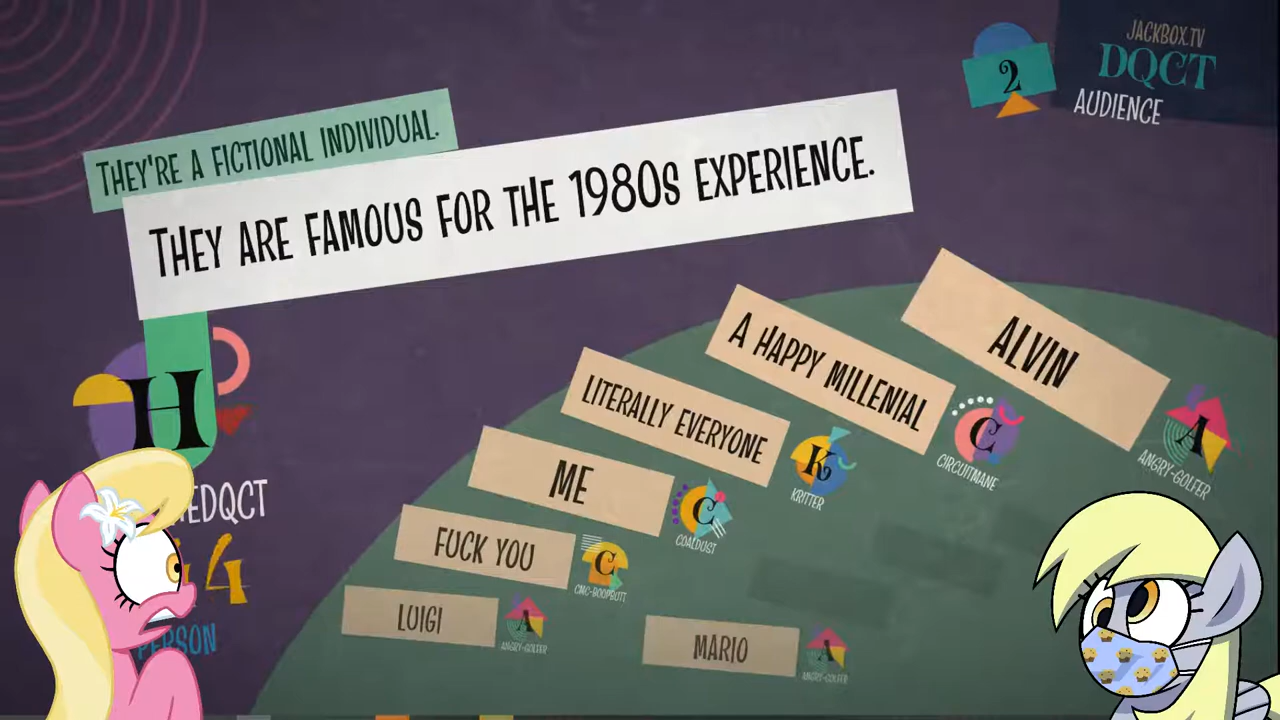 JACKBOX.TV
DQCT
2
AUDIENCE
THEY'RE A FICTIONAL INDIVIDUAL.
THEY ARE FAMOUS FOR THE 1980S EXPERIENCE.
ALVIN
A
ANGRY-GOLFER
A HAPPY MILLENIAL
C
CIRCUITMANE
LITERALLY EVERYONE
K
KRITTER
ME
C
COALDUST
FUCK YOU
C
CMC-BOOPBUTT
LUIGI
A
ANGRY-GOLFER
MARIO
A
ANGRY-GOLFER
H
EDQCT
4
PERSON